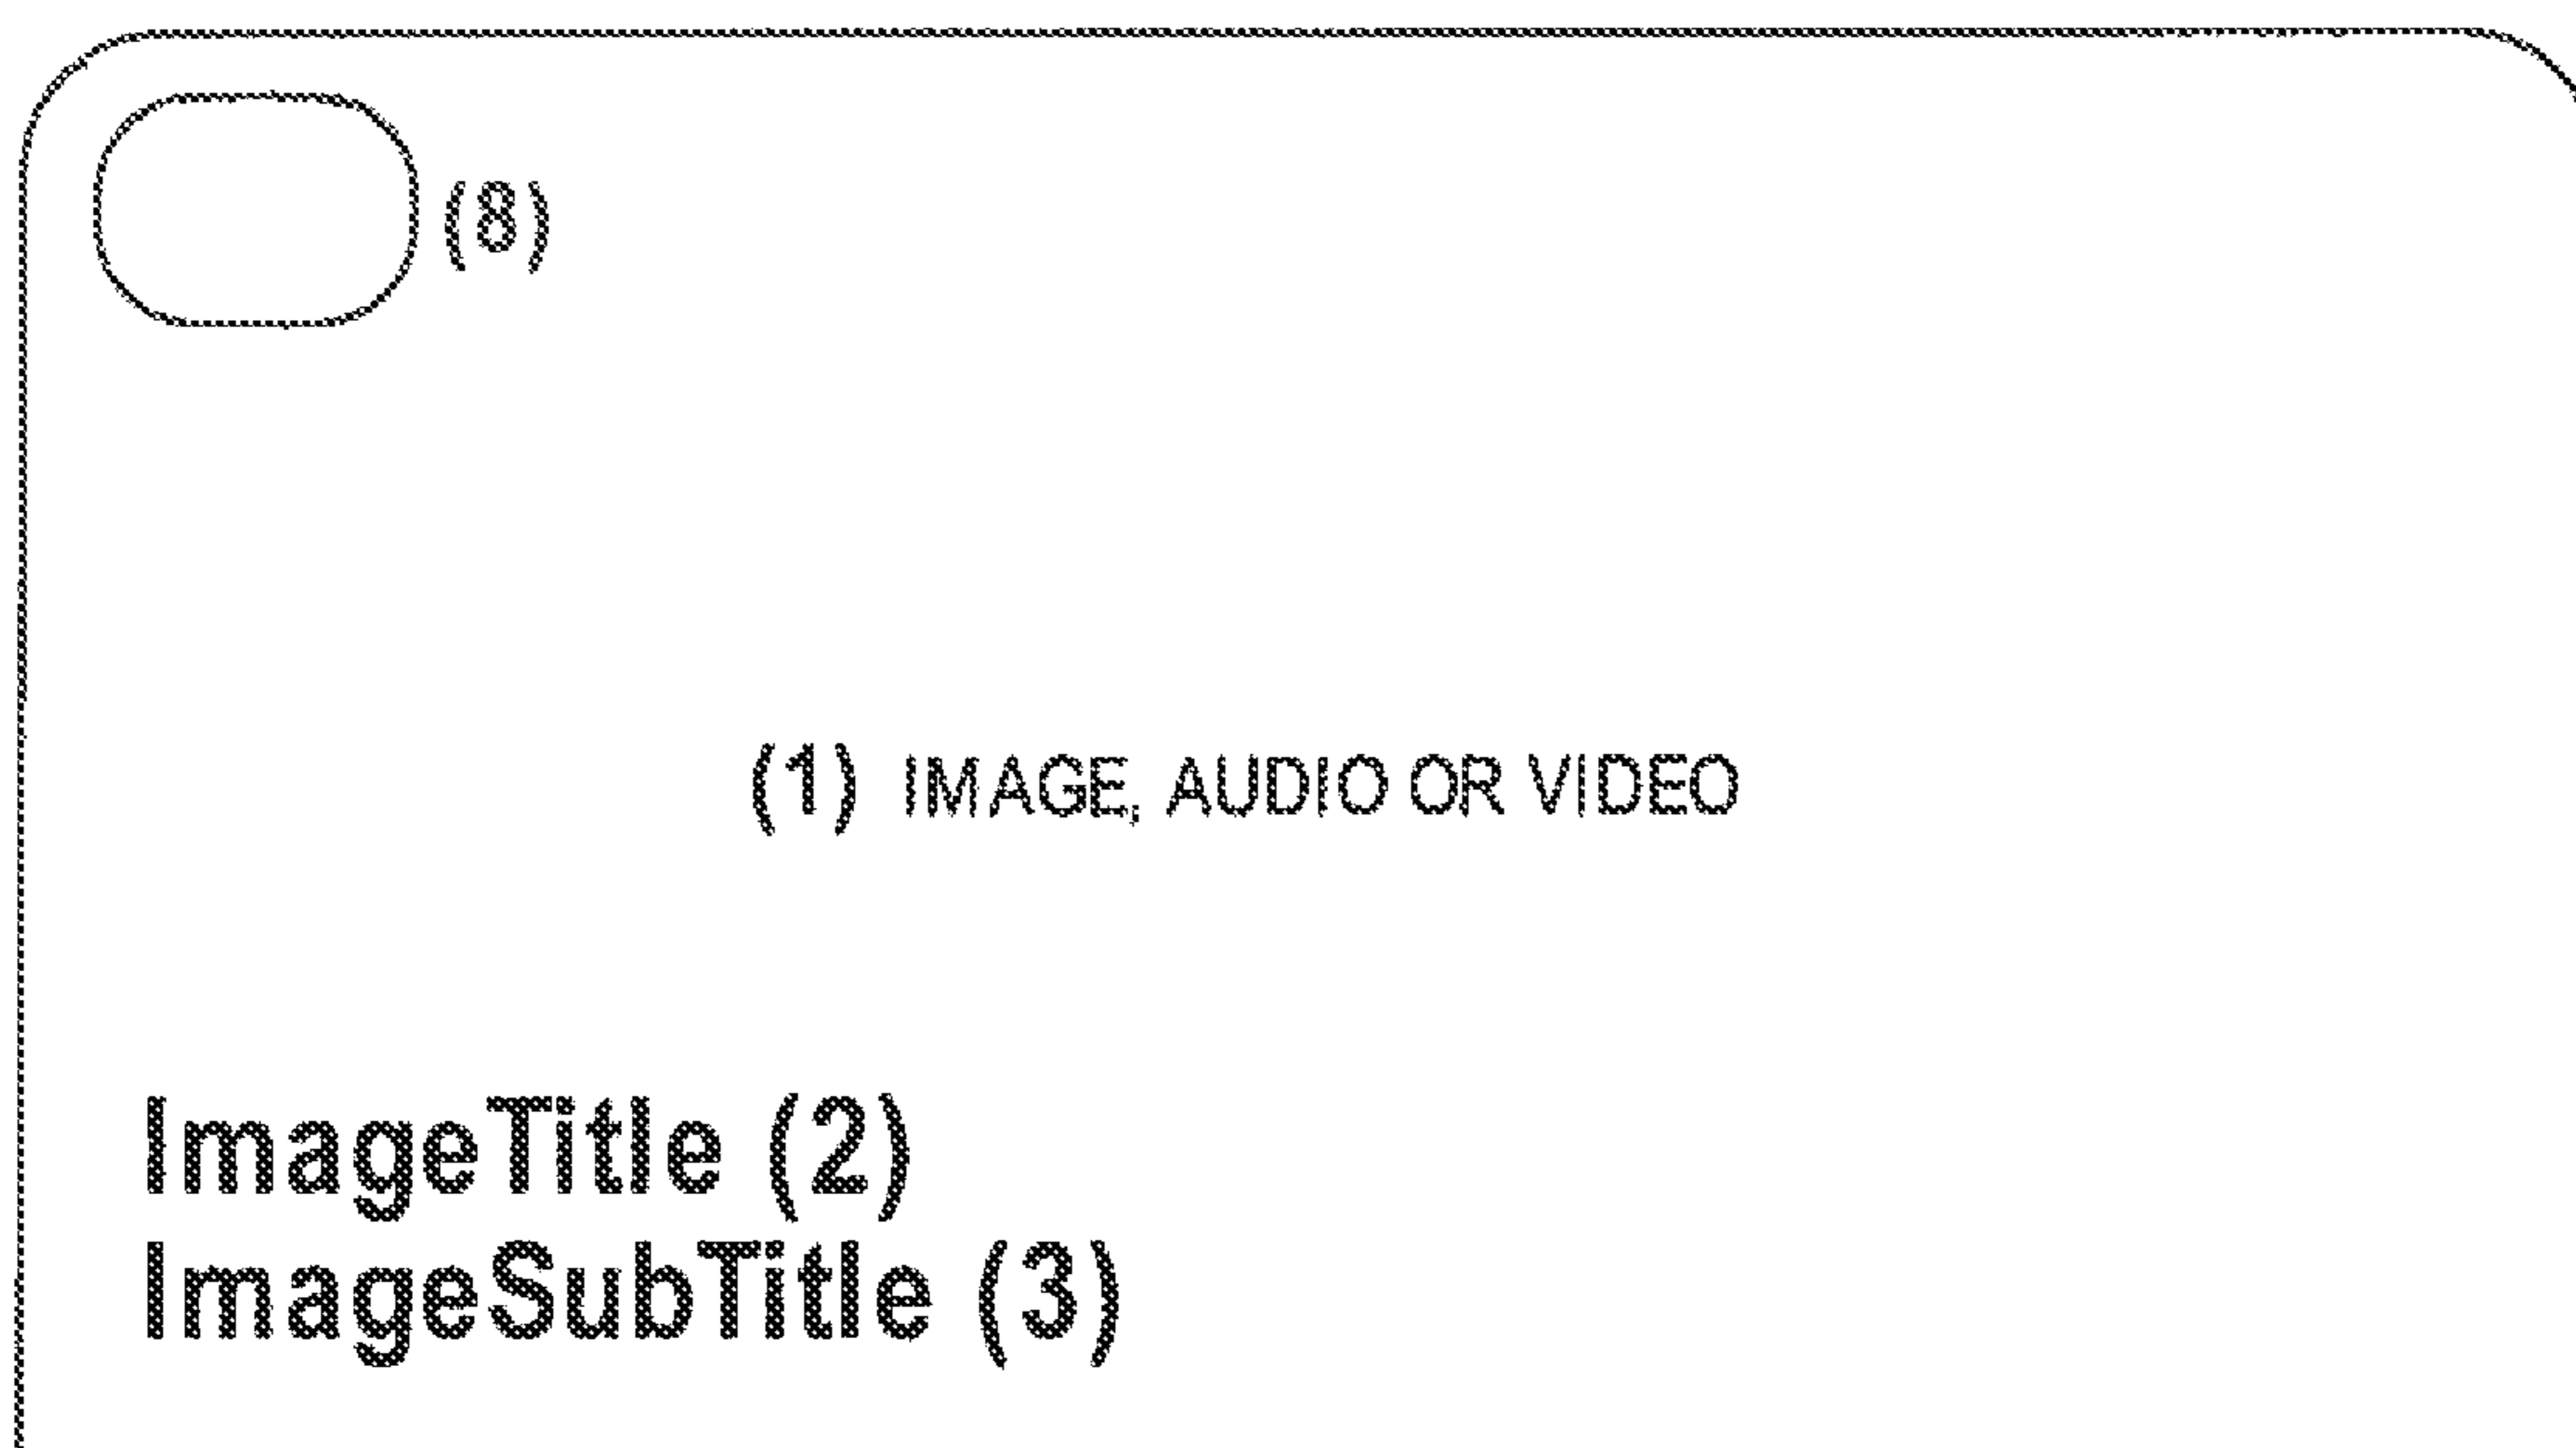 (8)
(1) IMAGE, AUDIO OR VIDEO
ImageTitle (2)
ImageSubTitle (3)